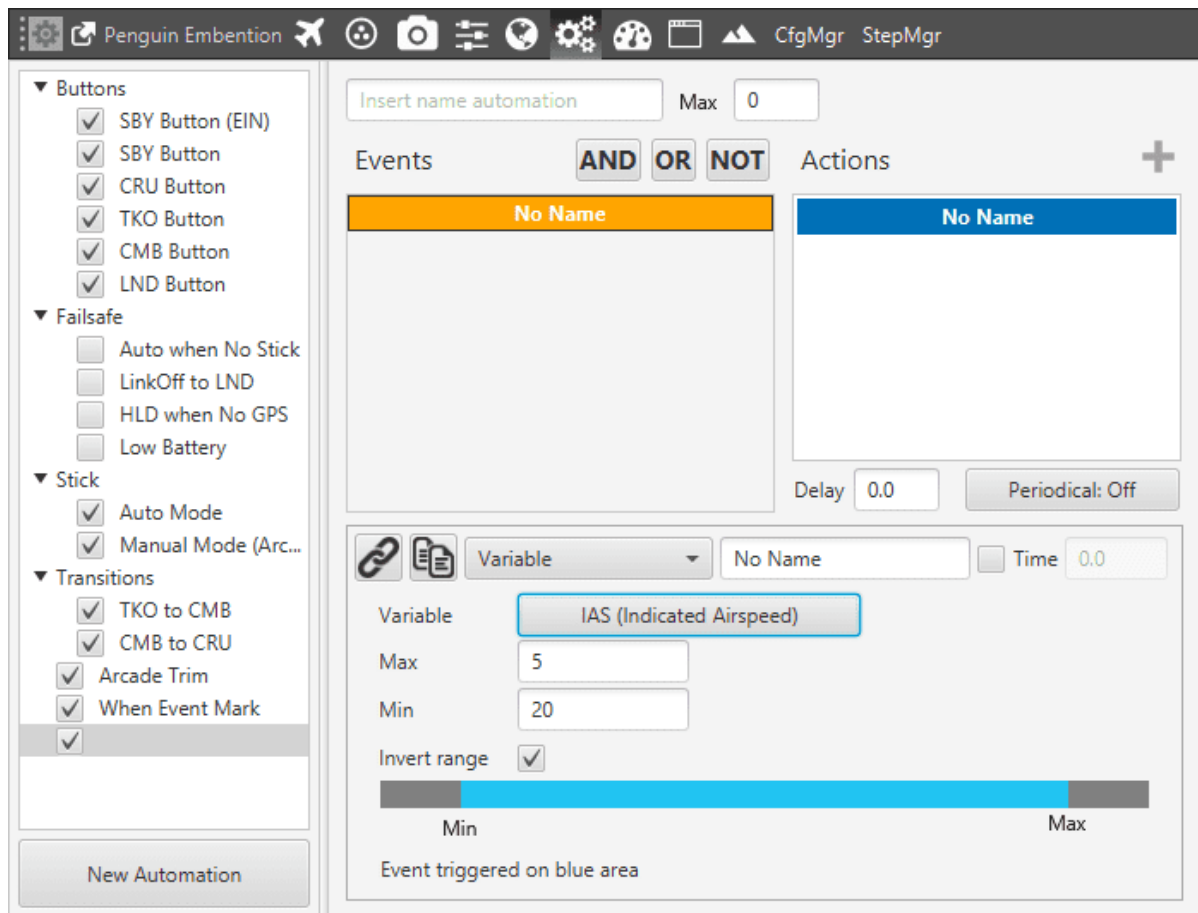 Penguin Embention CfgMgr StepMgr
Buttons
SBY Button (EIN)
SBY Button
CRU Button
TKO Button
CMB Button
LND Button
Failsafe
Auto when No Stick
LinkOff to LND
HLD when No GPS
Low Battery
Stick
Auto Mode
Manual Mode (Arc...
Transitions
TKO to CMB
CMB to CRU
Arcade Trim
When Event Mark
New Automation
Insert name automation Max 0
Events AND OR NOT Actions
No Name
No Name
Delay 0.0 Periodical: Off
Variable No Name Time 0.0
Variable IAS (Indicated Airspeed)
Max 5
Min 20
Invert range
Min Max
Event triggered on blue area